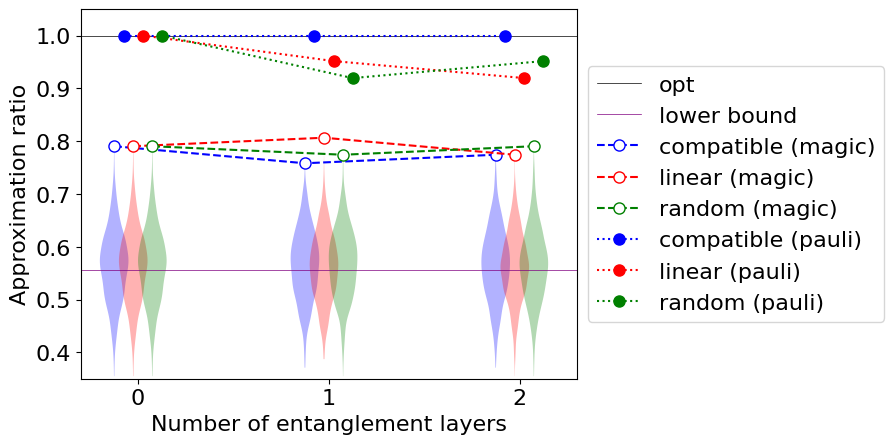 1.0
0.9
0.8
0.7
0.6
0.5
0.4
Approximation ratio
0 1 2
Number of entanglement layers
opt
lower bound
compatible (magic)
linear (magic)
random (magic)
compatible (pauli)
linear (pauli)
random (pauli)